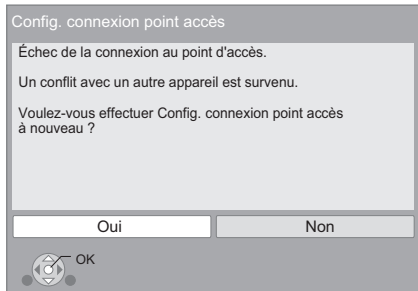 Config. connexion point accès
Échec de la connexion au point d'accès.
Un conflit avec un autre appareil est survenu.
Voulez-vous effectuer Config. connexion point accès
à nouveau ?
Oui
Non
OK